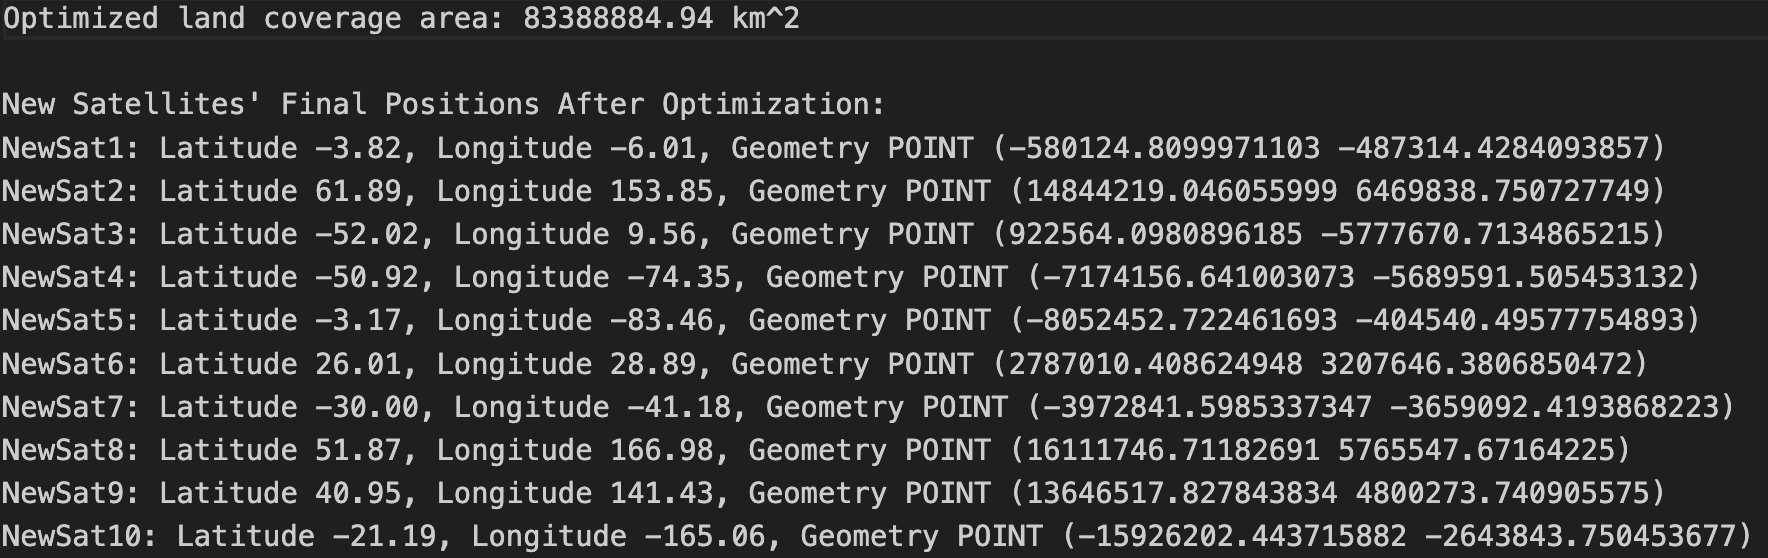 Optimized land coverage area: 83388884.94 km^2
New Satellites' Final Positions After Optimization:
NewSat1: Latitude -3.82, Longitude -6.01, Geometry POINT (-580124.8099971103 -487314.4284093857)
NewSat2: Latitude 61.89, Longitude 153.85, Geometry POINT (14844219.046055999 6469838.750727749)
NewSat3: Latitude -52.02, Longitude 9.56, Geometry POINT (922564.0980896185 -5777670.7134865215)
NewSat4: Latitude -50.92, Longitude -74.35, Geometry POINT (-7174156.641003073 -5689591.505453132)
NewSat5: Latitude -3.17, Longitude -83.46, Geometry POINT (-8052452.722461693 -404540.49577754893)
NewSat6: Latitude 26.01, Longitude 28.89, Geometry POINT (2787010.408624948 3207646.3806850472)
NewSat7: Latitude -30.00, Longitude -41.18, Geometry POINT (-3972841.5985337347 -3659092.4193868223)
NewSat8: Latitude 51.87, Longitude 166.98, Geometry POINT (16111746.71182691 5765547.67164225)
NewSat9: Latitude 40.95, Longitude 141.43, Geometry POINT (13646517.827843834 4800273.740905575)
NewSat10: Latitude -21.19, Longitude -165.06, Geometry POINT (-15926202.443715882 -2643843.750453677)